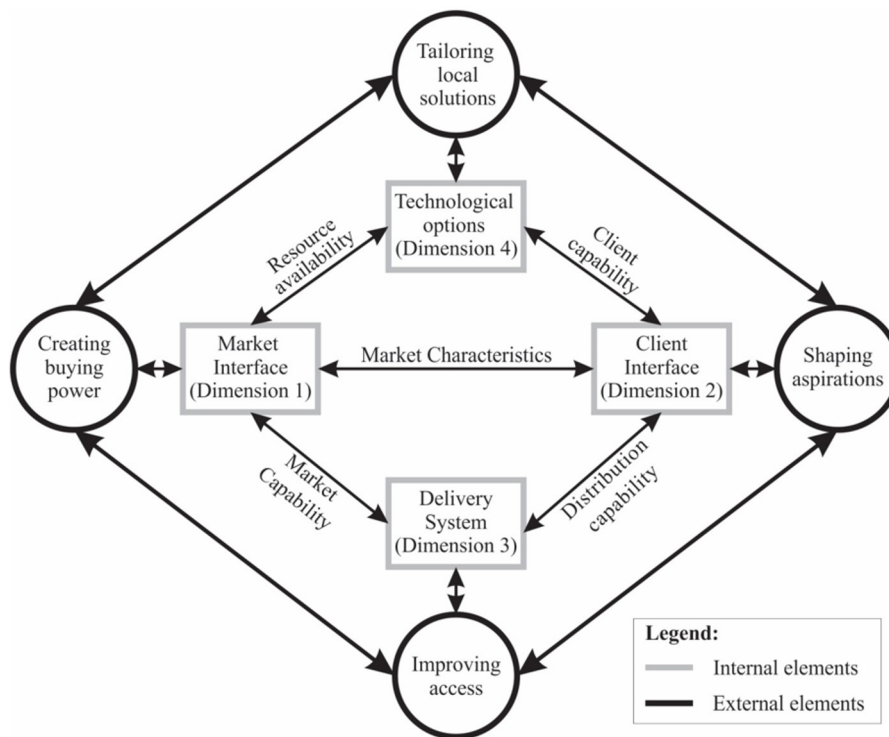 Tailoring
local
solutions
Technological
options
(Dimension 4)
Resource
availability
Client
capability
Creating
buying
power
Market
Interface
(Dimension 1)
Market Characteristics
Client
Interface
(Dimension 2)
Shaping
aspirations
Market
Capability
Delivery
System
(Dimension 3)
Distribution
capability
Improving
access
Legend:
Internal elements
External elements